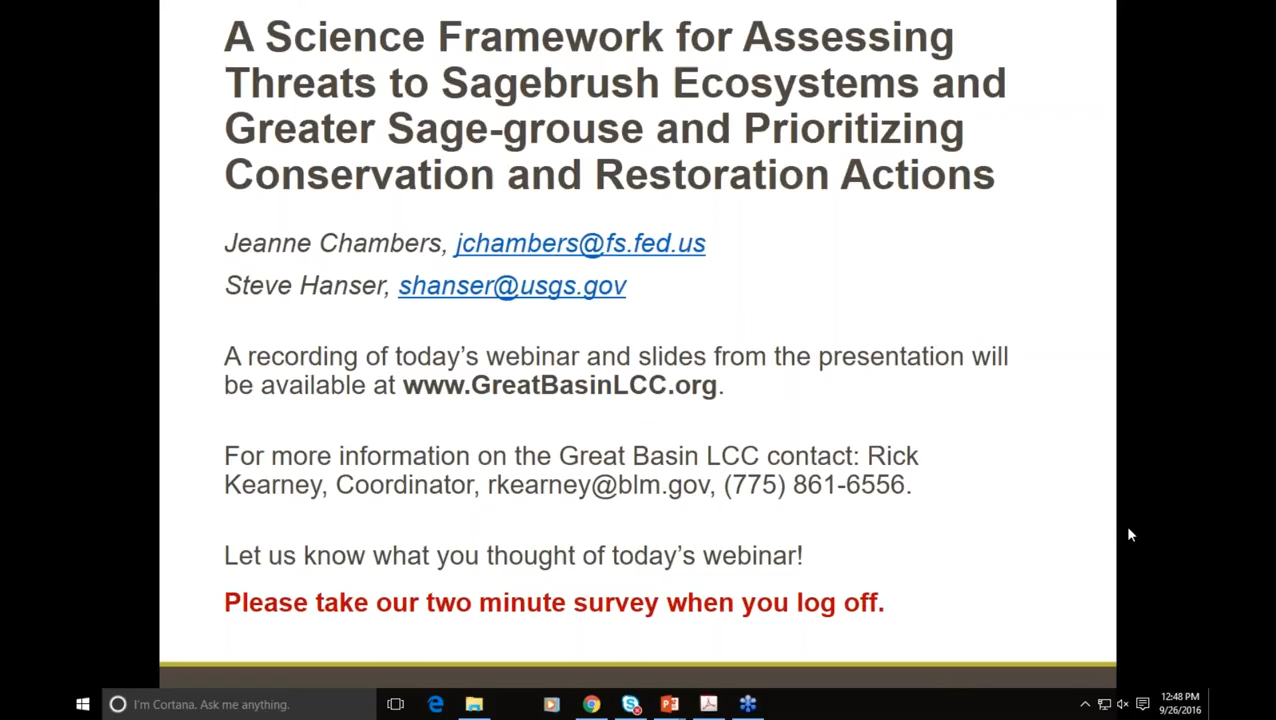 A Science Framework for Assessing
Threats to Sagebrush Ecosystems and
Greater Sage-grouse and Prioritizing
Conservation and Restoration Actions
Jeanne Chambers, jchambers@fs.fed.us
Steve Hanser, shanser@usgs.gov
A recording of today’s webinar and slides from the presentation will
be available at www.GreatBasinLCC.org.
For more information on the Great Basin LCC contact: Rick
Kearney, Coordinator, rkearney@blm.gov, (775) 861-6556.
Let us know what you thought of today’s webinar!
Please take our two minute survey when you log off.
I'm Cortana. Ask me anything.
12:48 PM
9/26/2016